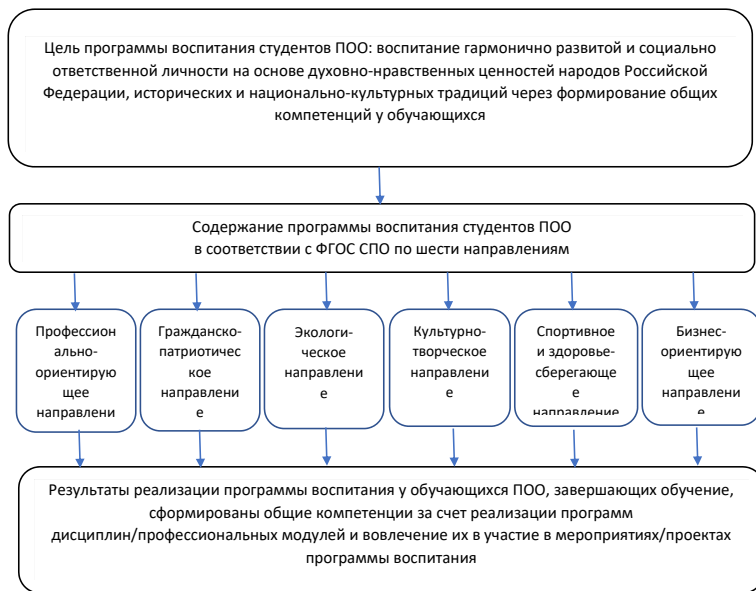 Цель программы воспитания студентов ПОО: воспитание гармонично развитой и социально
ответственной личности на основе духовно-нравственных ценностей народов Российской
Федерации, исторических и национально-культурных традиций через формирование общих
компетенций у обучающихся
Содержание программы воспитания студентов ПОО
в соответствии с ФГОС СПО по шести направлениям
Профессион
ально-
ориентирую
щее
направлени
Гражданско-
патриотичес
кое
направлени
е
Экологи-
ческое
направлени
е
Культурно-
творческое
направлени
е
Спортивное
и здоровье-
сберегающе
е
направление
Бизнес-
ориентирую
щее
направлени
е
Результаты реализации программы воспитания у обучающихся ПОО, завершающих обучение,
сформированы общие компетенции за счет реализации программ
дисциплин/профессиональных модулей и вовлечение их в участие в мероприятиях/проектах
программы воспитания